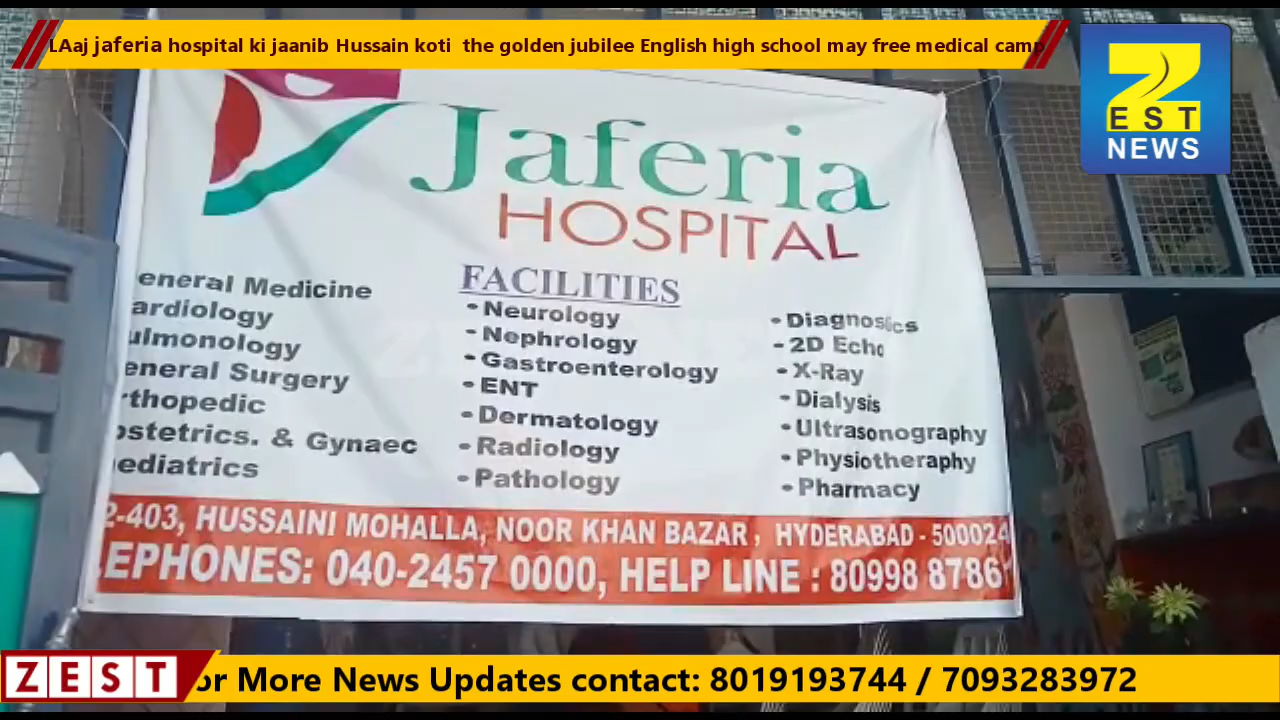 LAaj jaferia hospital ki jaanib Hussain koti the golden jubilee English high school may free medical camp
Z
EST
NEWS
Jaferia
HOSPITAL
FACILITIES
eneral Medicine
ardiology
ulmonology
eneral Surgery
rthopedic
bstetrics. & Gynaec
aediatrics
• Neurology
• Nephrology
• Gastroenterology
• ENT
• Dermatology
• Radiology
• Pathology
• Diagnostics
• 2D Echo
• X-Ray
• Dialysis
• Ultrasonography
• Physiotheraphy
• Pharmacy
2-403, HUSSAINI MOHALLA, NOOR KHAN BAZAR, HYDERABAD - 500024
LEPHONES: 040-2457 0000, HELP LINE : 80998 8786
ZEST
or More News Updates contact: 8019193744 / 7093283972